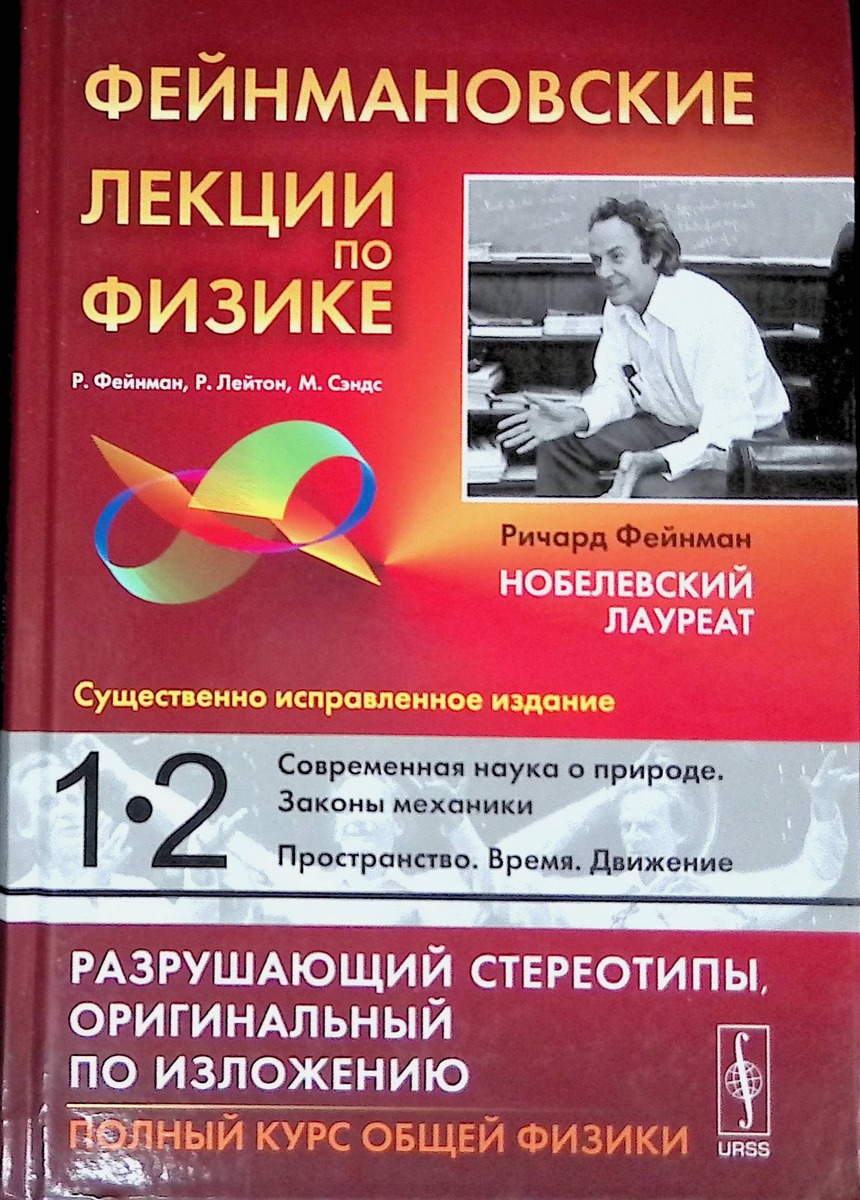 ФЕЙНМАНОВСКИЕ
ЛЕКЦИИ
ПО
ФИЗИКЕ
Р. Фейнман, Р. Лейтон, М. Сэндс
Ричард Фейнман
НОБЕЛЕВСКИЙ
ЛАУРЕАТ
Существенно исправленное издание
1•2
Современная наука о природе.
Законы механики
Пространство. Время. Движение
РАЗРУШАЮЩИЙ СТЕРЕОТИПЫ,
ОРИГИНАЛЬНЫЙ
ПО ИЗЛОЖЕНИЮ
ПОЛНЫЙ КУРС ОБЩЕЙ ФИЗИКИ
URSS